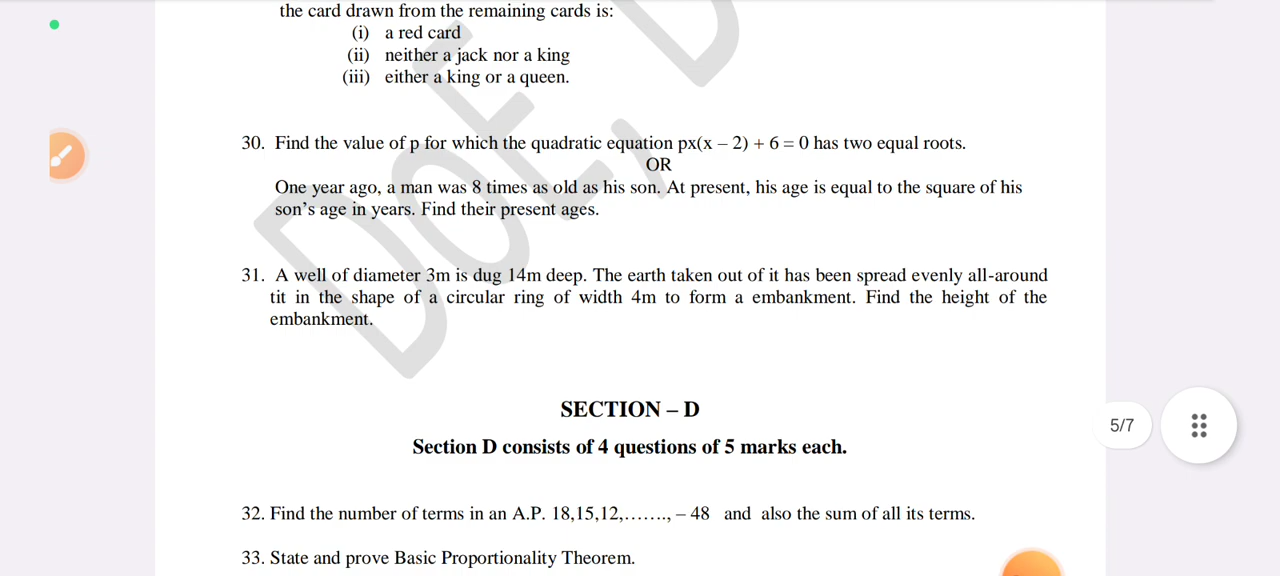 the card drawn from the remaining cards is:
(i) a red card
(ii) neither a jack nor a king
(iii) either a king or a queen.
30. Find the value of p for which the quadratic equation px(x – 2) + 6 = 0 has two equal roots.
OR
One year ago, a man was 8 times as old as his son. At present, his age is equal to the square of his
son’s age in years. Find their present ages.
31. A well of diameter 3m is dug 14m deep. The earth taken out of it has been spread evenly all-around
tit in the shape of a circular ring of width 4m to form a embankment. Find the height of the
embankment.
SECTION – D
Section D consists of 4 questions of 5 marks each.
5/7
32. Find the number of terms in an A.P. 18,15,12,……., – 48 and also the sum of all its terms.
33. State and prove Basic Proportionality Theorem.
DOE, D